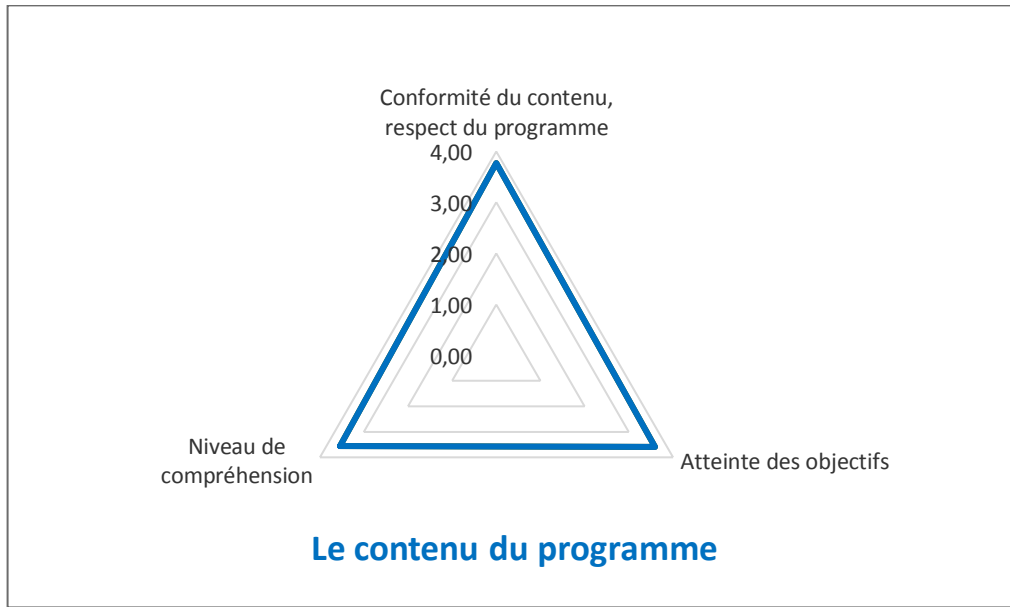 Conformité du contenu,
respect du programme
4,00
3,00
2,00
1,00
0,00
Niveau de
compréhension
Atteinte des objectifs
Le contenu du programme